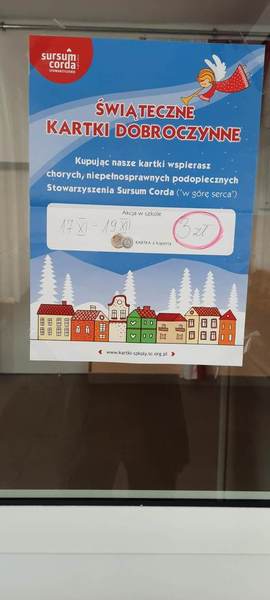 sursum
corda
STOWARZYSZENIE
ŚWIĄTECZNE
KARTKI DOBROCZYNNE
Kupując nasze kartki wspierasz
chorych, niepełnosprawnych podopiecznych
Stowarzyszenia Sursum Corda ("w górę serca")
Akcja w szkole
17 XI - 19 XII
3 zł
KARTKA z kopertą
www.kartki-szkoly.sc.org.pl